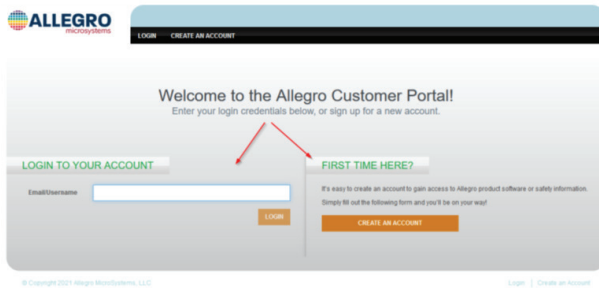 ALLEGRO
microsystems
LOGIN CREATE AN ACCOUNT
Welcome to the Allegro Customer Portal!
Enter your login credentials below, or sign up for a new account.
LOGIN TO YOUR ACCOUNT
Email/Username
LOGIN
FIRST TIME HERE?
It's easy to create an account to gain access to Allegro product software or safety information.
Simply fill out the following form and you'll be on your way!
CREATE AN ACCOUNT
© Copyright 2021 Allegro MicroSystems, LLC
Login | Create an Account